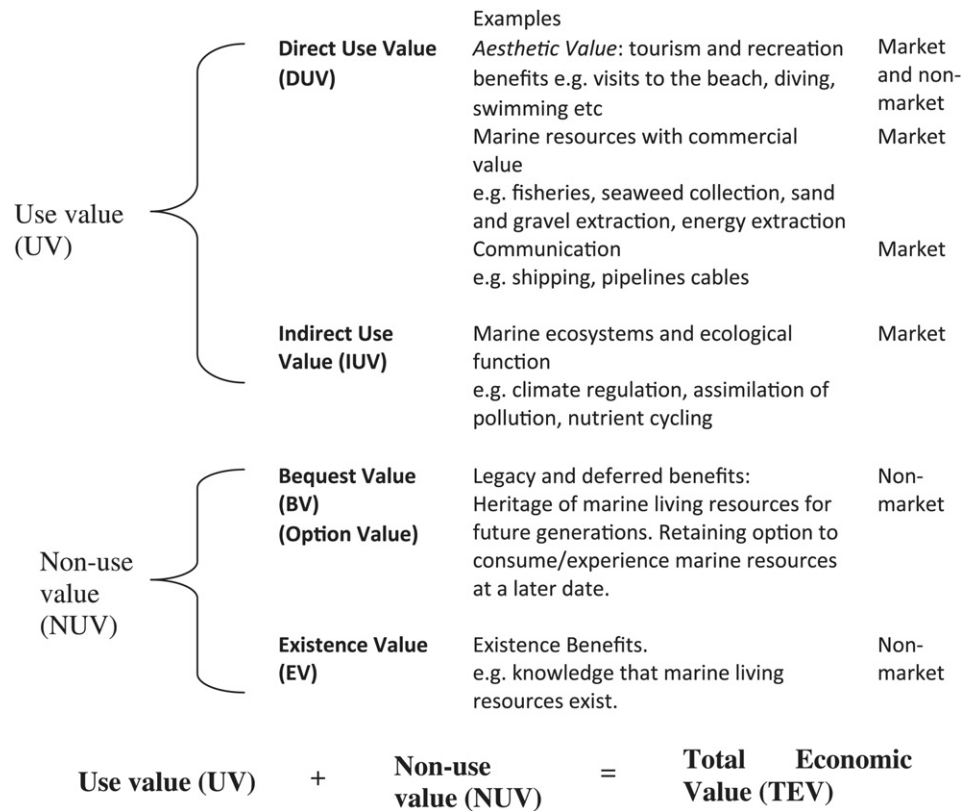 Examples
Direct Use Value Aesthetic Value: tourism and recreation Market
(DUV) benefits e.g. visits to the beach, diving, and non-
swimming etc market
Marine resources with commercial Market
value
e.g. fisheries, seaweed collection, sand
Use value and gravel extraction, energy extraction
(UV) Communication Market
e.g. shipping, pipelines cables
Indirect Use Marine ecosystems and ecological Market
Value (IUV) function
e.g. climate regulation, assimilation of
pollution, nutrient cycling
Bequest Value Legacy and deferred benefits: Non-
(BV) Heritage of marine living resources for market
(Option Value) future generations. Retaining option to
Non-use consume/experience marine resources
value at a later date.
(NUV)
Existence Value Existence Benefits. Non-
(EV) e.g. knowledge that marine living market
resources exist.
Use value (UV) + Non-use = Total Economic
value (NUV) Value (TEV)